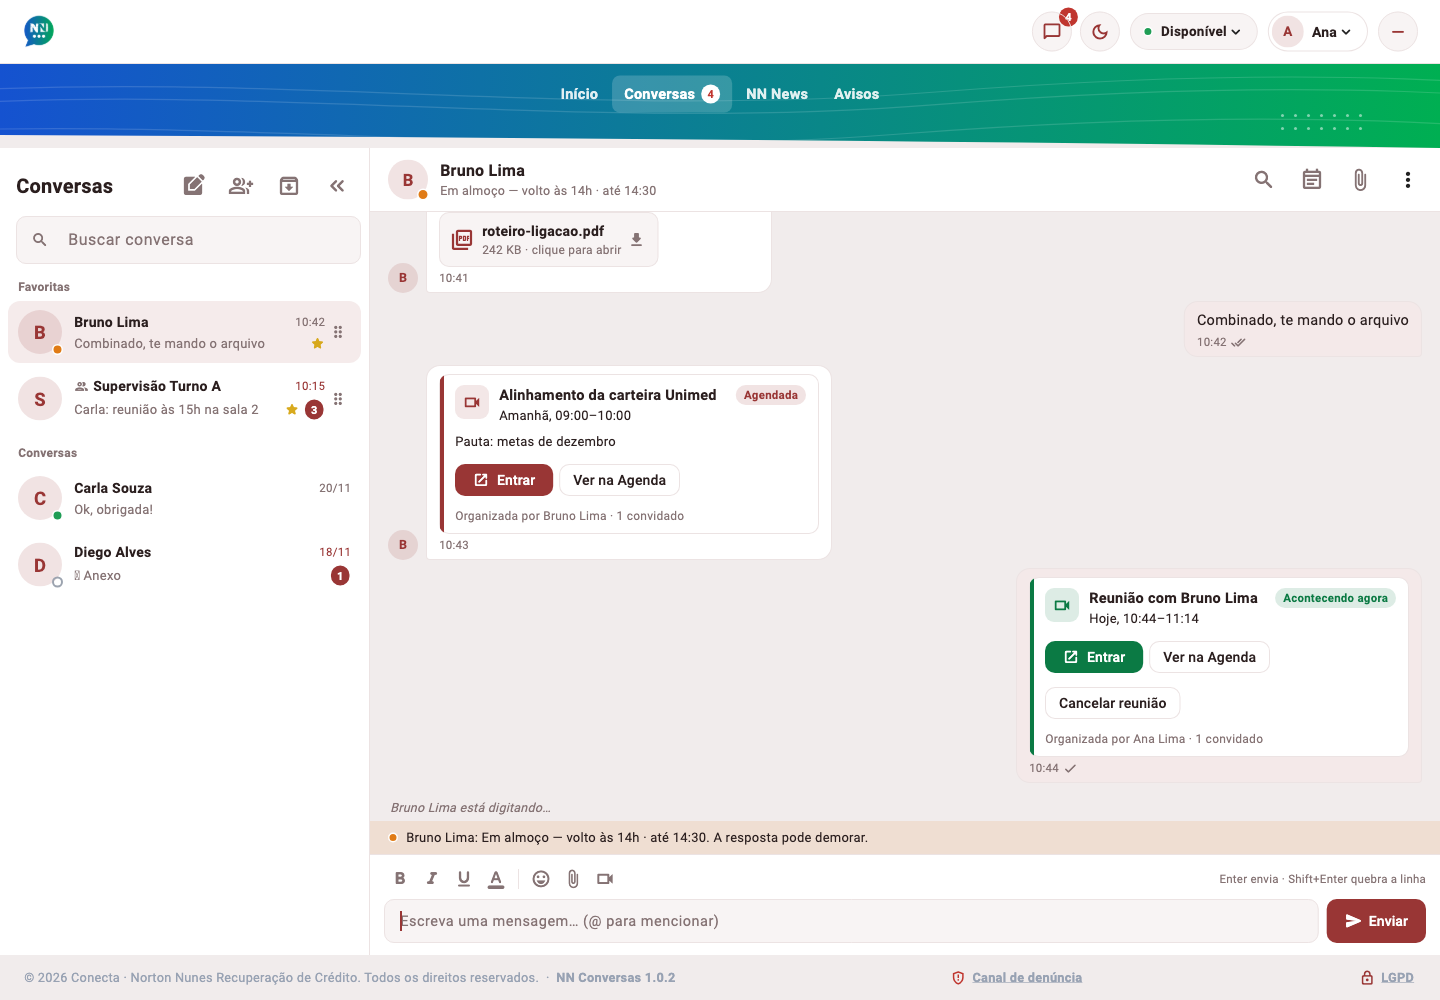 NN
4
Disponível
A
Ana
Início
Conversas 4
NN News
Avisos
Conversas
Buscar conversa
Favoritas
B
Bruno Lima
10:42
Combinado, te mando o arquivo
S
Supervisão Turno A
10:15
Carla: reunião às 15h na sala 2
3
Conversas
C
Carla Souza
20/11
Ok, obrigada!
D
Diego Alves
18/11
Anexo
1
B
Bruno Lima
Em almoço — volto às 14h · até 14:30
PDF
roteiro-ligacao.pdf
242 KB · clique para abrir
B
10:41
Combinado, te mando o arquivo
10:42
Alinhamento da carteira Unimed
Agendada
Amanhã, 09:00–10:00
Pauta: metas de dezembro
Entrar
Ver na Agenda
Organizada por Bruno Lima · 1 convidado
B
10:43
Reunião com Bruno Lima
Acontecendo agora
Hoje, 10:44–11:14
Entrar
Ver na Agenda
Cancelar reunião
Organizada por Ana Lima · 1 convidado
10:44
Bruno Lima está digitando…
Bruno Lima: Em almoço — volto às 14h · até 14:30. A resposta pode demorar.
B I U A
Enter envia · Shift+Enter quebra a linha
Escreva uma mensagem… (@ para mencionar)
Enviar
© 2026 Conecta · Norton Nunes Recuperação de Crédito. Todos os direitos reservados. · NN Conversas 1.0.2
Canal de denúncia
LGPD